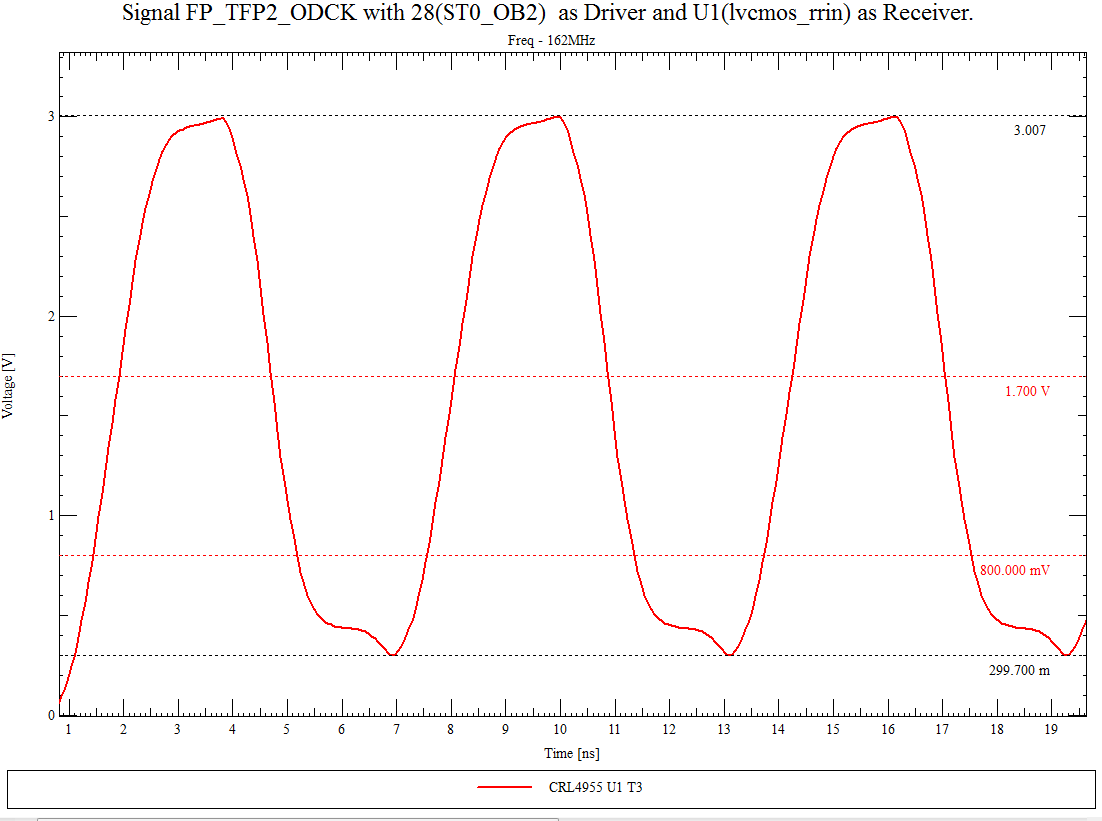 Signal FP_TFP2_ODCK with 28(ST0_OB2)  as Driver and U1(lvcmos_rrin) as Receiver.
Freq - 162MHz
3
3.007
2
Voltage [V]
1.700 V
1
800.000 mV
299.700 m
0
1 2 3 4 5 6 7 8 9 10 11 12 13 14 15 16 17 18 19
Time [ns]
CRL4955 U1 T3